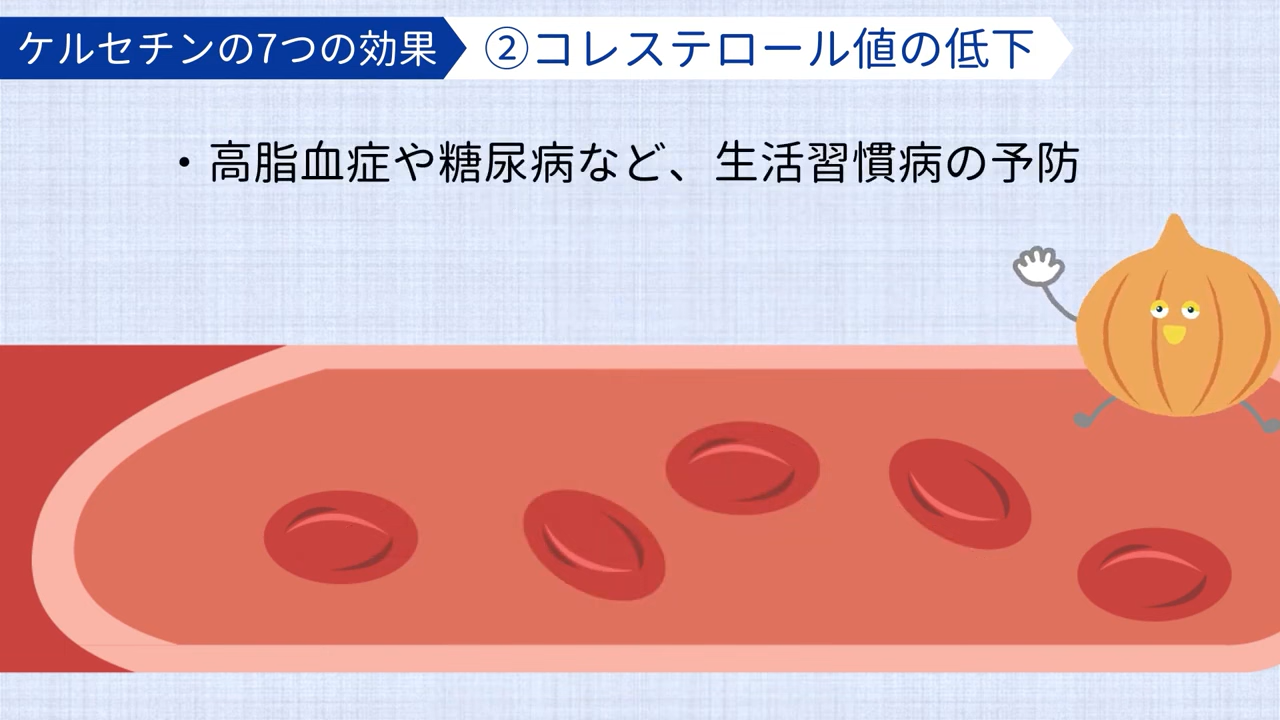 ケルセチンの7つの効果
②コレステロール値の低下
・高脂血症や糖尿病など、生活習慣病の予防